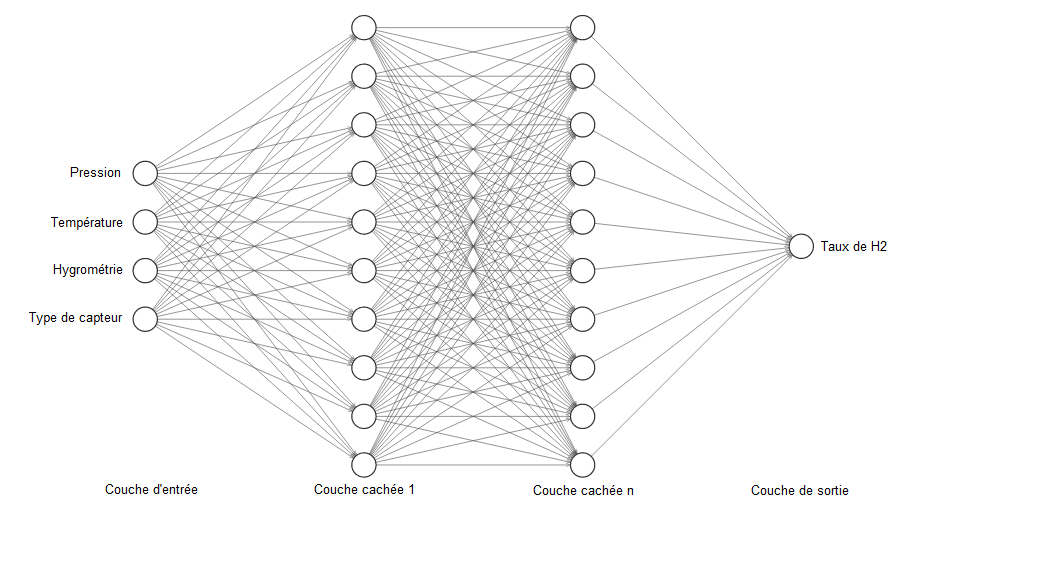 Pression
Température
Hygrométrie
Type de capteur
Taux de H2
Couche d'entrée
Couche cachée 1
Couche cachée n
Couche de sortie